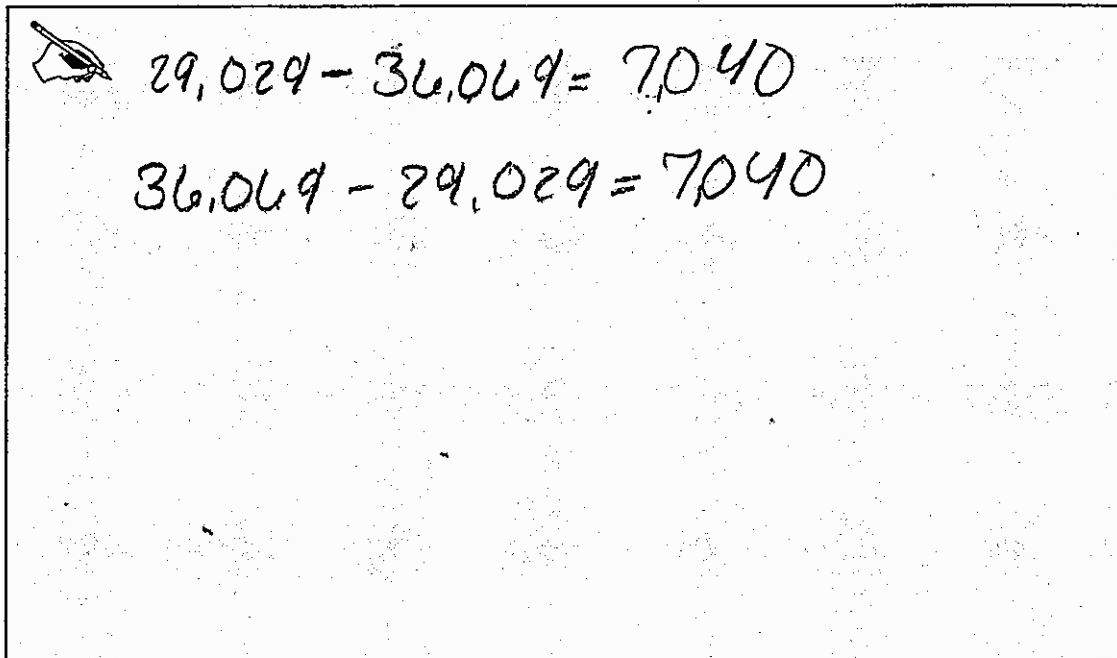 29,029 - 36,069 = 7,040
36,069 - 29,029 = 7,040